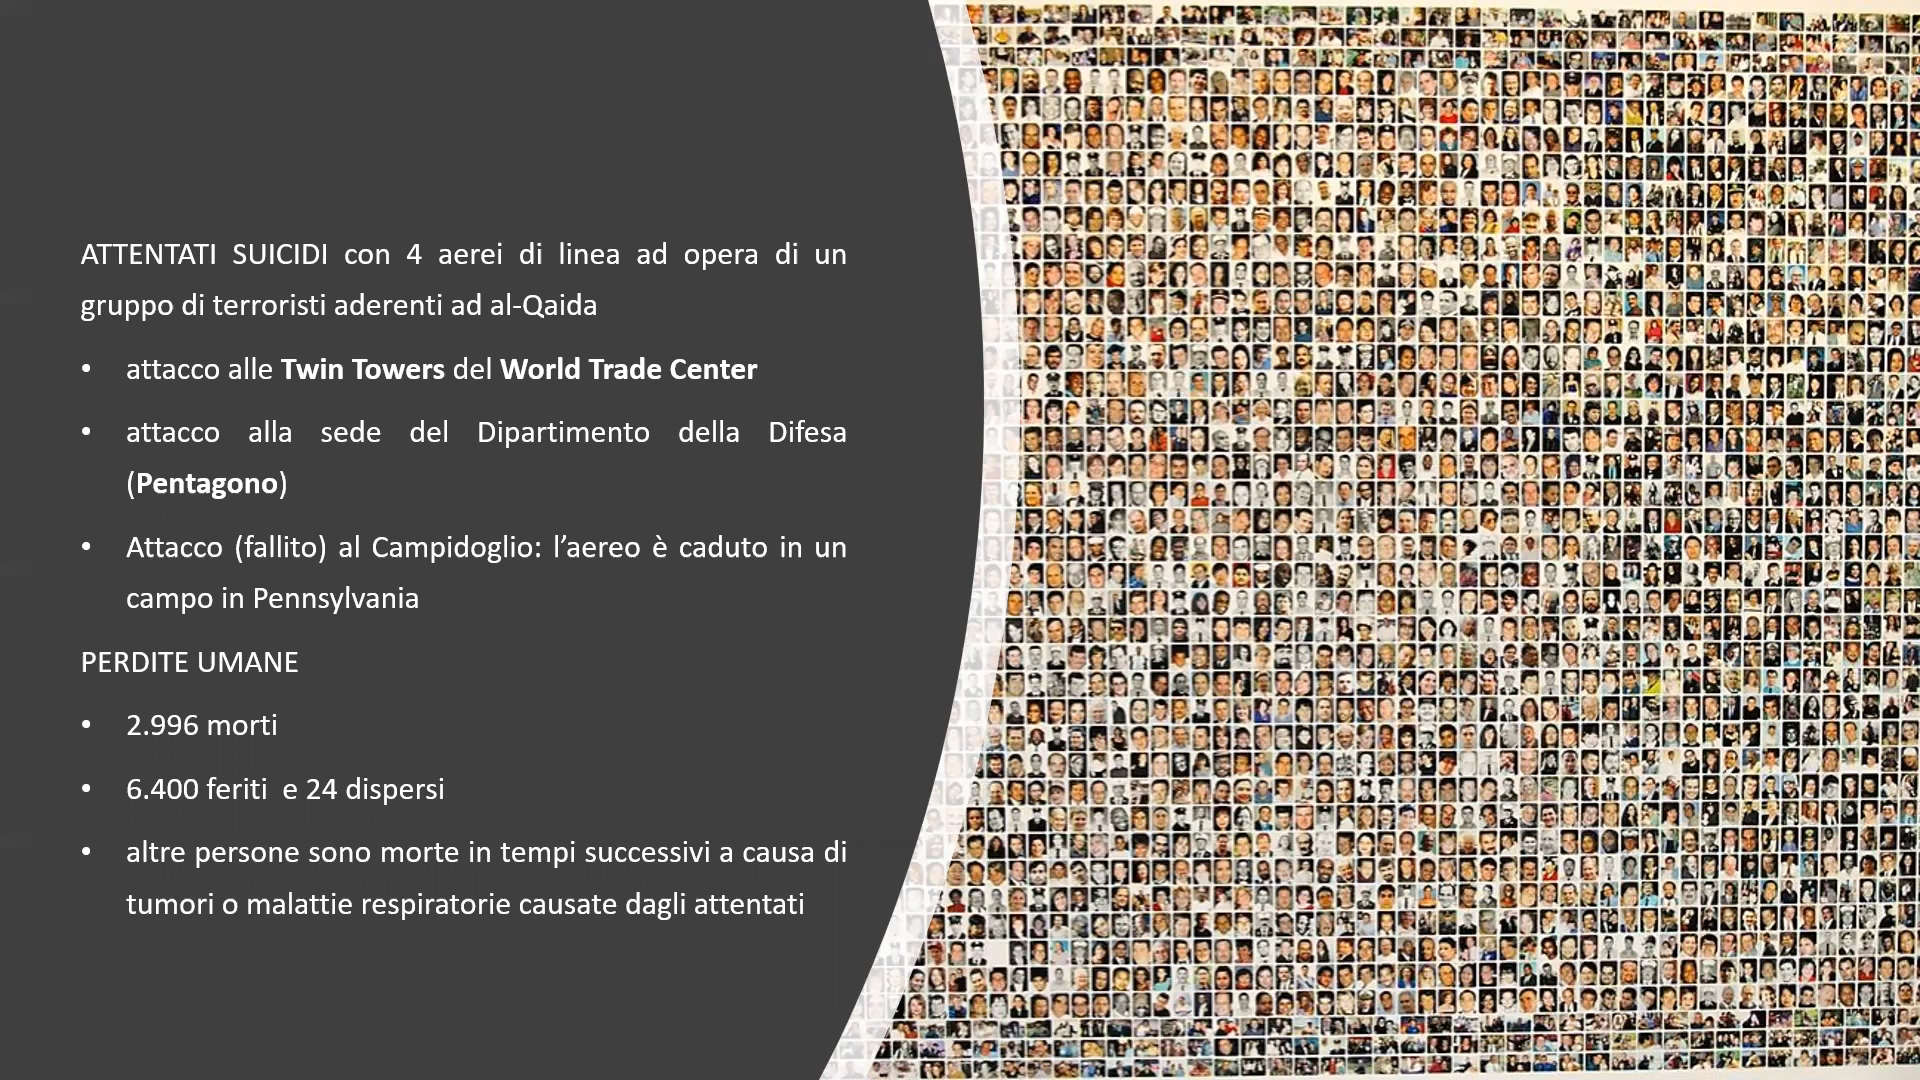 ATTENTATI SUICIDI con 4 aerei di linea ad opera di un
gruppo di terroristi aderenti ad al-Qaida
• attacco alle Twin Towers del World Trade Center
• attacco alla sede del Dipartimento della Difesa
(Pentagono)
• Attacco (fallito) al Campidoglio: l’aereo è caduto in un
campo in Pennsylvania
PERDITE UMANE
• 2.996 morti
• 6.400 feriti  e 24 dispersi
• altre persone sono morte in tempi successivi a causa di
tumori o malattie respiratorie causate dagli attentati